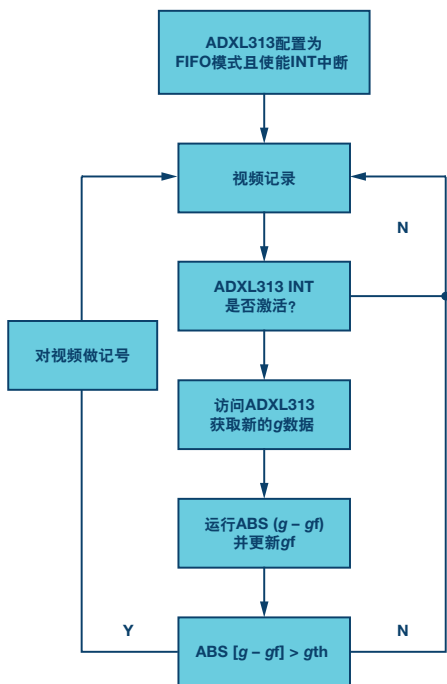 ADXL313配置为
FIFO模式且使能INT中断
视频记录
N
ADXL313 INT
是否激活？
对视频做记号
访问ADXL313
获取新的g数据
运行ABS (g – gf)
并更新gf
Y
ABS [g – gf] > gth
N